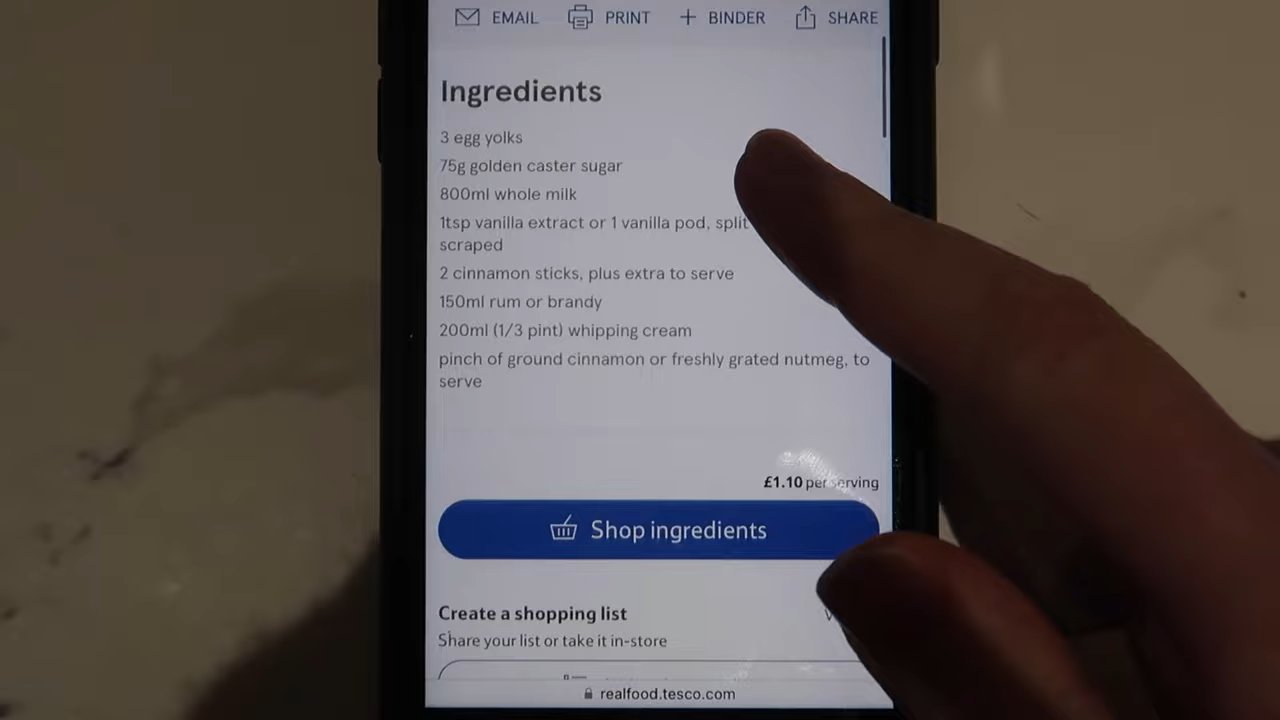 EMAIL PRINT + BINDER SHARE
Ingredients
3 egg yolks
75g golden caster sugar
800ml whole milk
1tsp vanilla extract or 1 vanilla pod, split
scraped
2 cinnamon sticks, plus extra to serve
150ml rum or brandy
200ml (1/3 pint) whipping cream
pinch of ground cinnamon or freshly grated nutmeg, to
serve
£1.10 per serving
Shop ingredients
Create a shopping list
Share your list or take it in-store
realfood.tesco.com